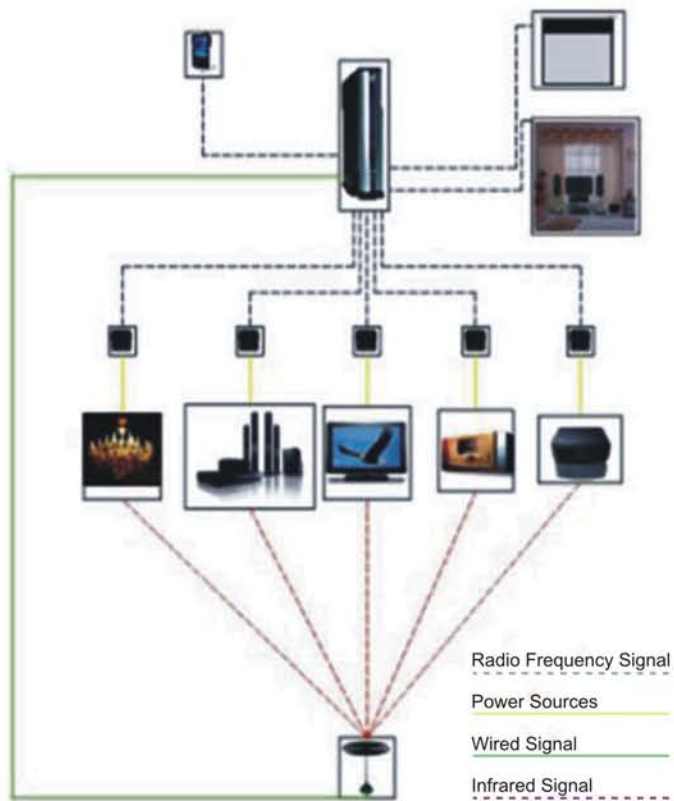 Radio Frequency Signal
Power Sources
Wired Signal
Infrared Signal